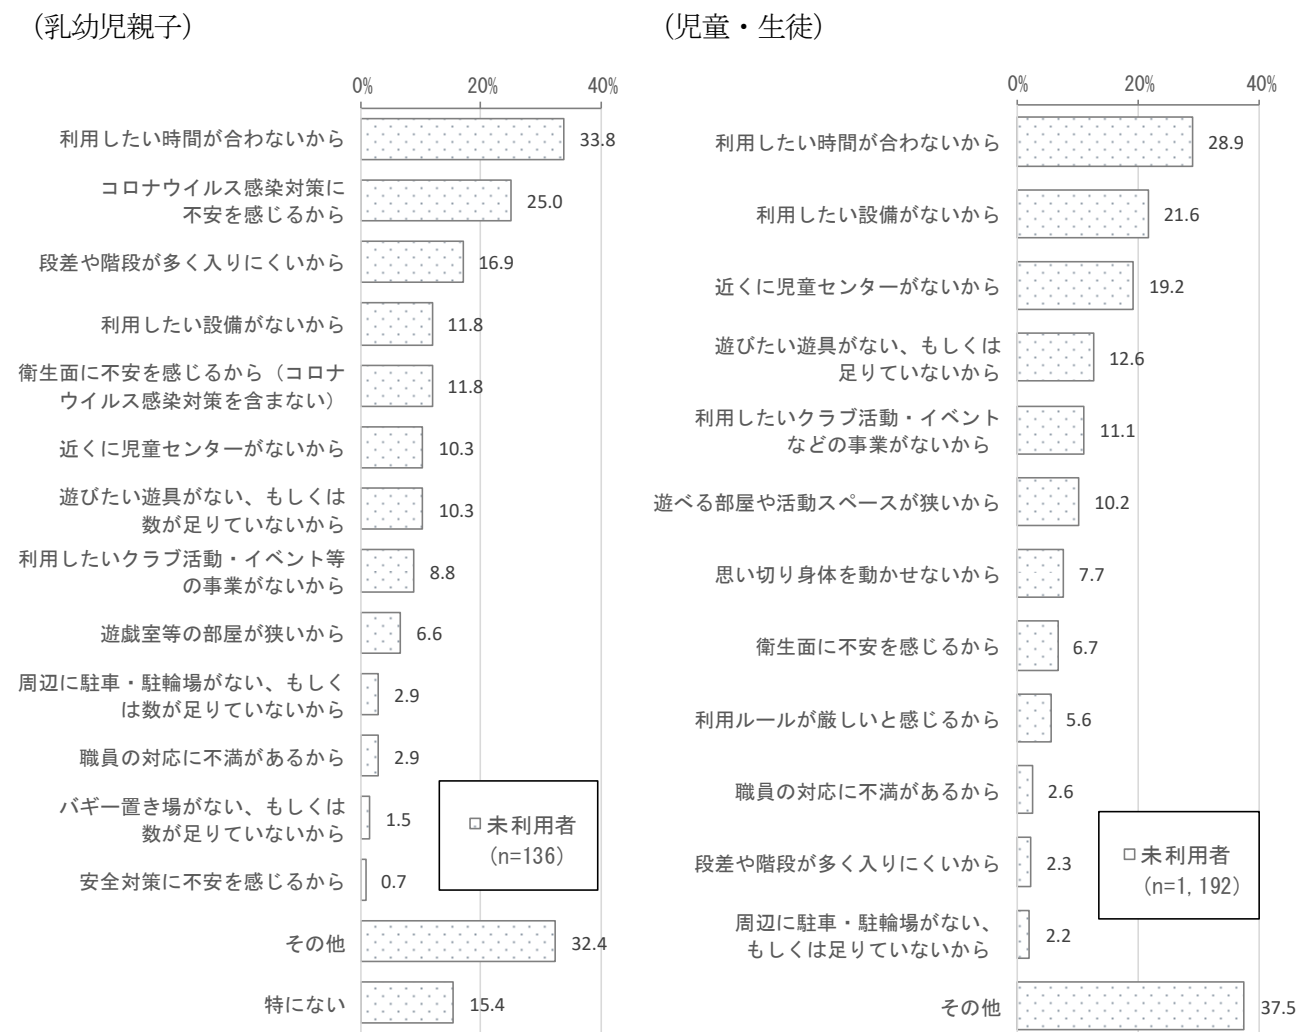 （乳幼児親子）
0% 20% 40%
利用したい時間が合わないから 33.8
コロナウイルス感染対策に
不安を感じるから 25.0
段差や階段が多く入りにくいから 16.9
利用したい設備がないから 11.8
衛生面に不安を感じるから（コロナ
ウイルス感染対策を含まない） 11.8
近くに児童センターがないから 10.3
遊びたい遊具がない、もしくは
数が足りていないから 10.3
利用したいクラブ活動・イベント等
の事業がないから 8.8
遊戯室等の部屋が狭いから 6.6
周辺に駐車・駐輪場がない、もしく
は数が足りていないから 2.9
職員の対応に不満があるから 2.9
バギー置き場がない、もしくは
数が足りていないから 1.5
安全対策に不安を感じるから 0.7
その他 32.4
特にない 15.4
未利用者
(n=136)
（児童・生徒）
0% 20% 40%
利用したい時間が合わないから 28.9
利用したい設備がないから 21.6
近くに児童センターがないから 19.2
遊びたい遊具がない、もしくは
足りていないから 12.6
利用したいクラブ活動・イベント
などの事業がないから 11.1
遊べる部屋や活動スペースが狭いから 10.2
思い切り身体を動かせないから 7.7
衛生面に不安を感じるから 6.7
利用ルールが厳しいと感じるから 5.6
職員の対応に不満があるから 2.6
段差や階段が多く入りにくいから 2.3
周辺に駐車・駐輪場がない、
もしくは足りていないから 2.2
その他 37.5
未利用者
(n=1,192)